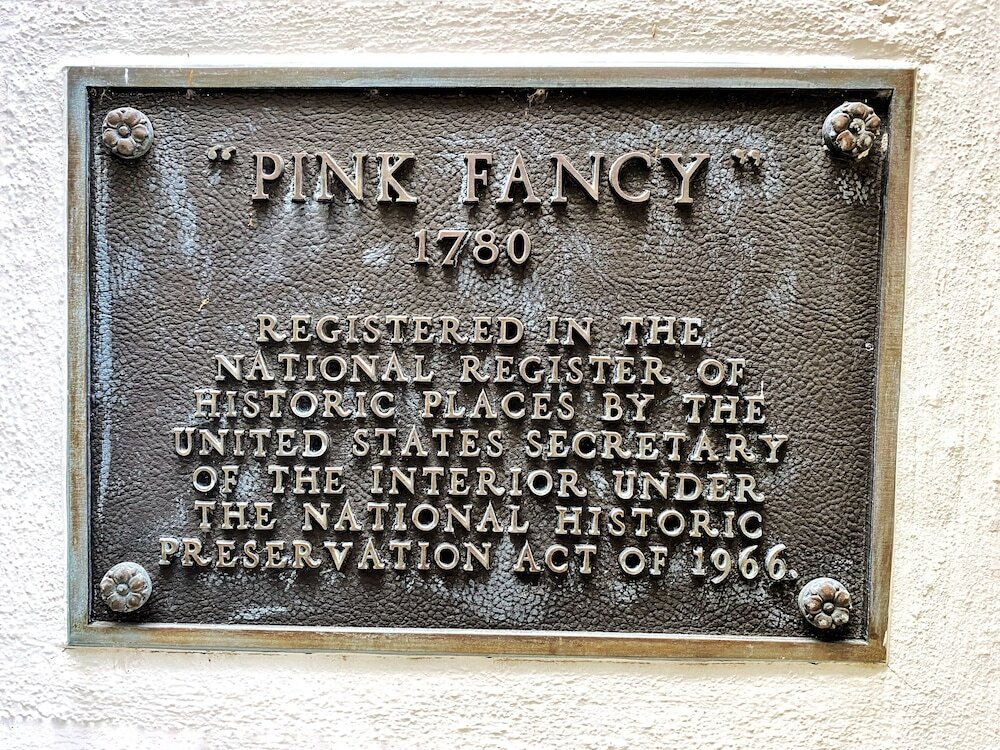 "PINK FANCY"
1780
REGISTERED IN THE
NATIONAL REGISTER OF
HISTORIC PLACES BY THE
UNITED STATES SECRETARY
OF THE INTERIOR UNDER
THE NATIONAL HISTORIC
PRESERVATION ACT OF 1966.